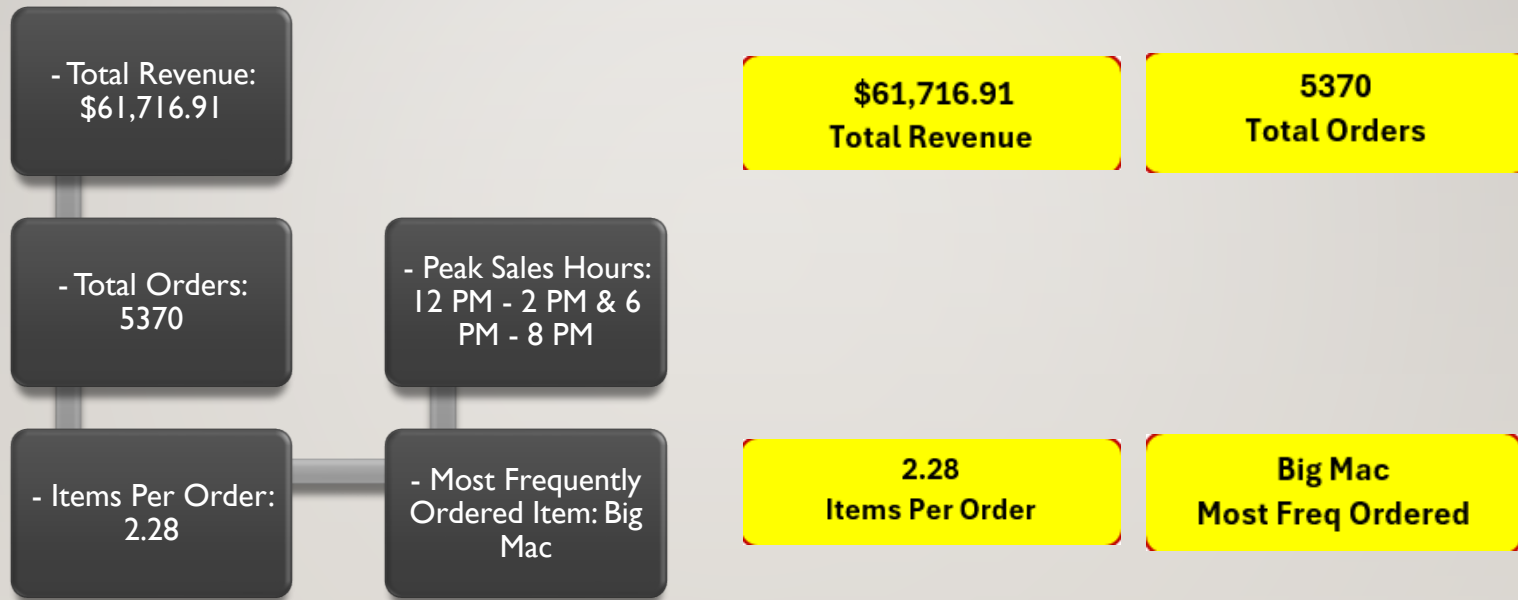 - Total Revenue:
$61,716.91
- Total Orders:
5370
- Items Per Order:
2.28
- Most Frequently
Ordered Item: Big
Mac
- Peak Sales Hours:
12 PM - 2 PM & 6
PM - 8 PM
$61,716.91
Total Revenue
5370
Total Orders
2.28
Items Per Order
Big Mac
Most Freq Ordered